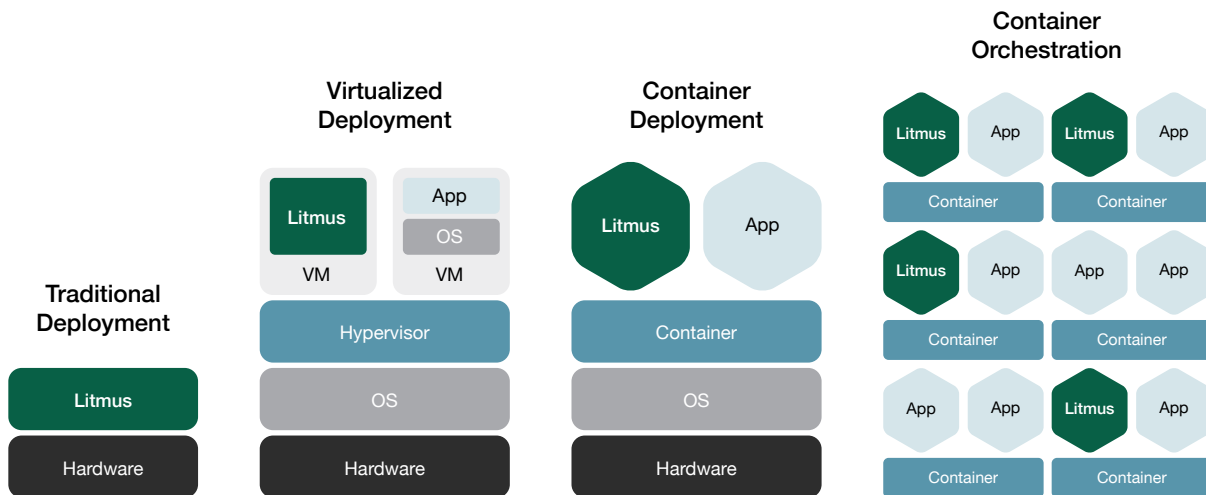 Traditional
Deployment
Litmus
Hardware
Virtualized
Deployment
Litmus
VM
App
OS
VM
Hypervisor
OS
Hardware
Container
Deployment
Litmus
App
Container
OS
Hardware
Container
Orchestration
Litmus
App
Litmus
App
Container
Container
Litmus
App
App
App
Container
Container
App
App
Litmus
App
Container
Container